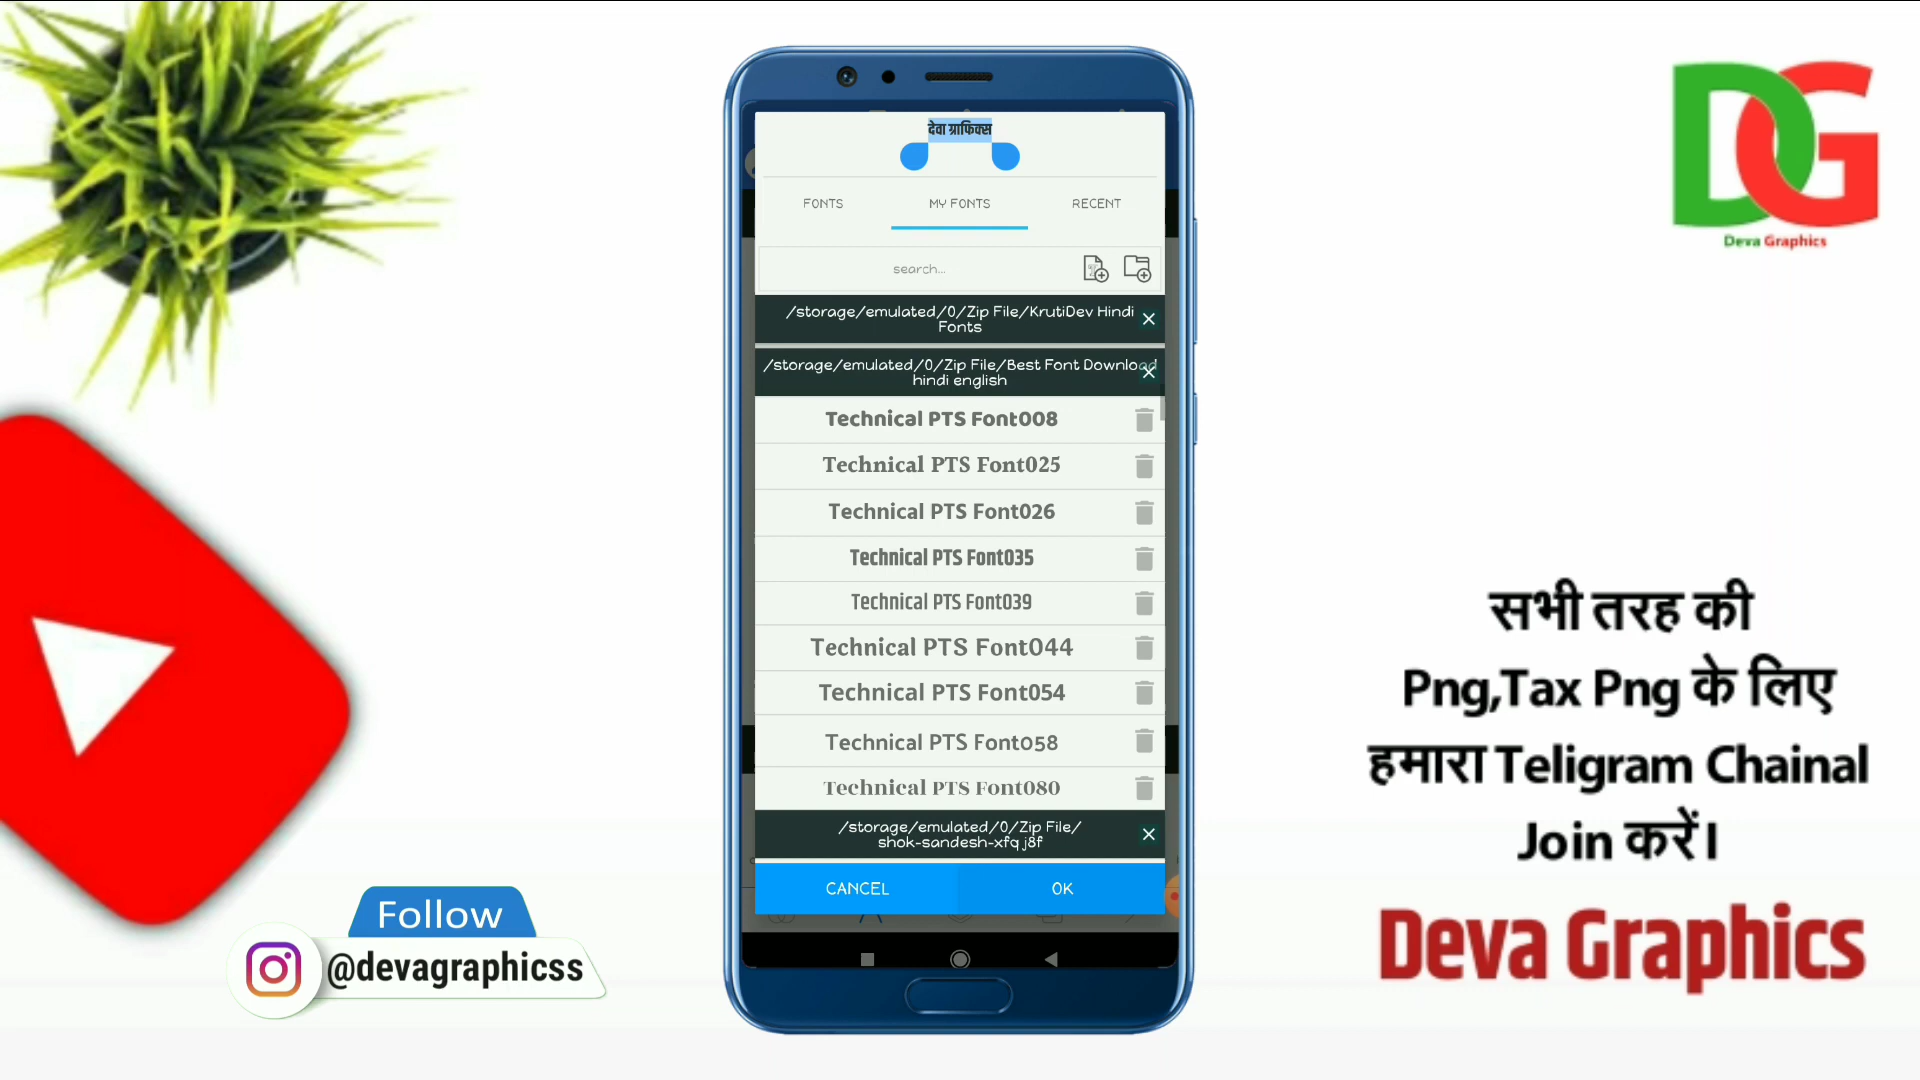 देवा ग्राफिक्स
FONTS
MY FONTS
RECENT
search...
/storage/emulated/0/Zip File/KrutiDev Hindi
Fonts
/storage/emulated/0/Zip File/Best Font Download
hindi english
Technical PTS Font008
Technical PTS Font025
Technical PTS Font026
Technical PTS Font035
Technical PTS Font039
Technical PTS Font044
Technical PTS Font054
Technical PTS Font058
Technical PTS Font080
/storage/emulated/0/Zip File/
shok-sandesh-xfqj8f
CANCEL
OK
DG
Deva Graphics
सभी तरह की
Png,Tax Png के लिए
हमारा Teligram Chainal
Join करें।
Deva Graphics
Follow
@devagraphicss